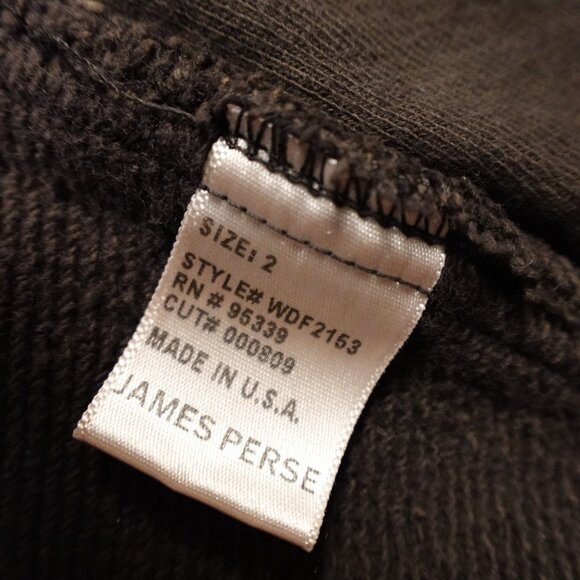 SIZE: 2
STYLE# WDF2153
RN # 95339
CUT# 000809
MADE IN U.S.A.
JAMES PERSE